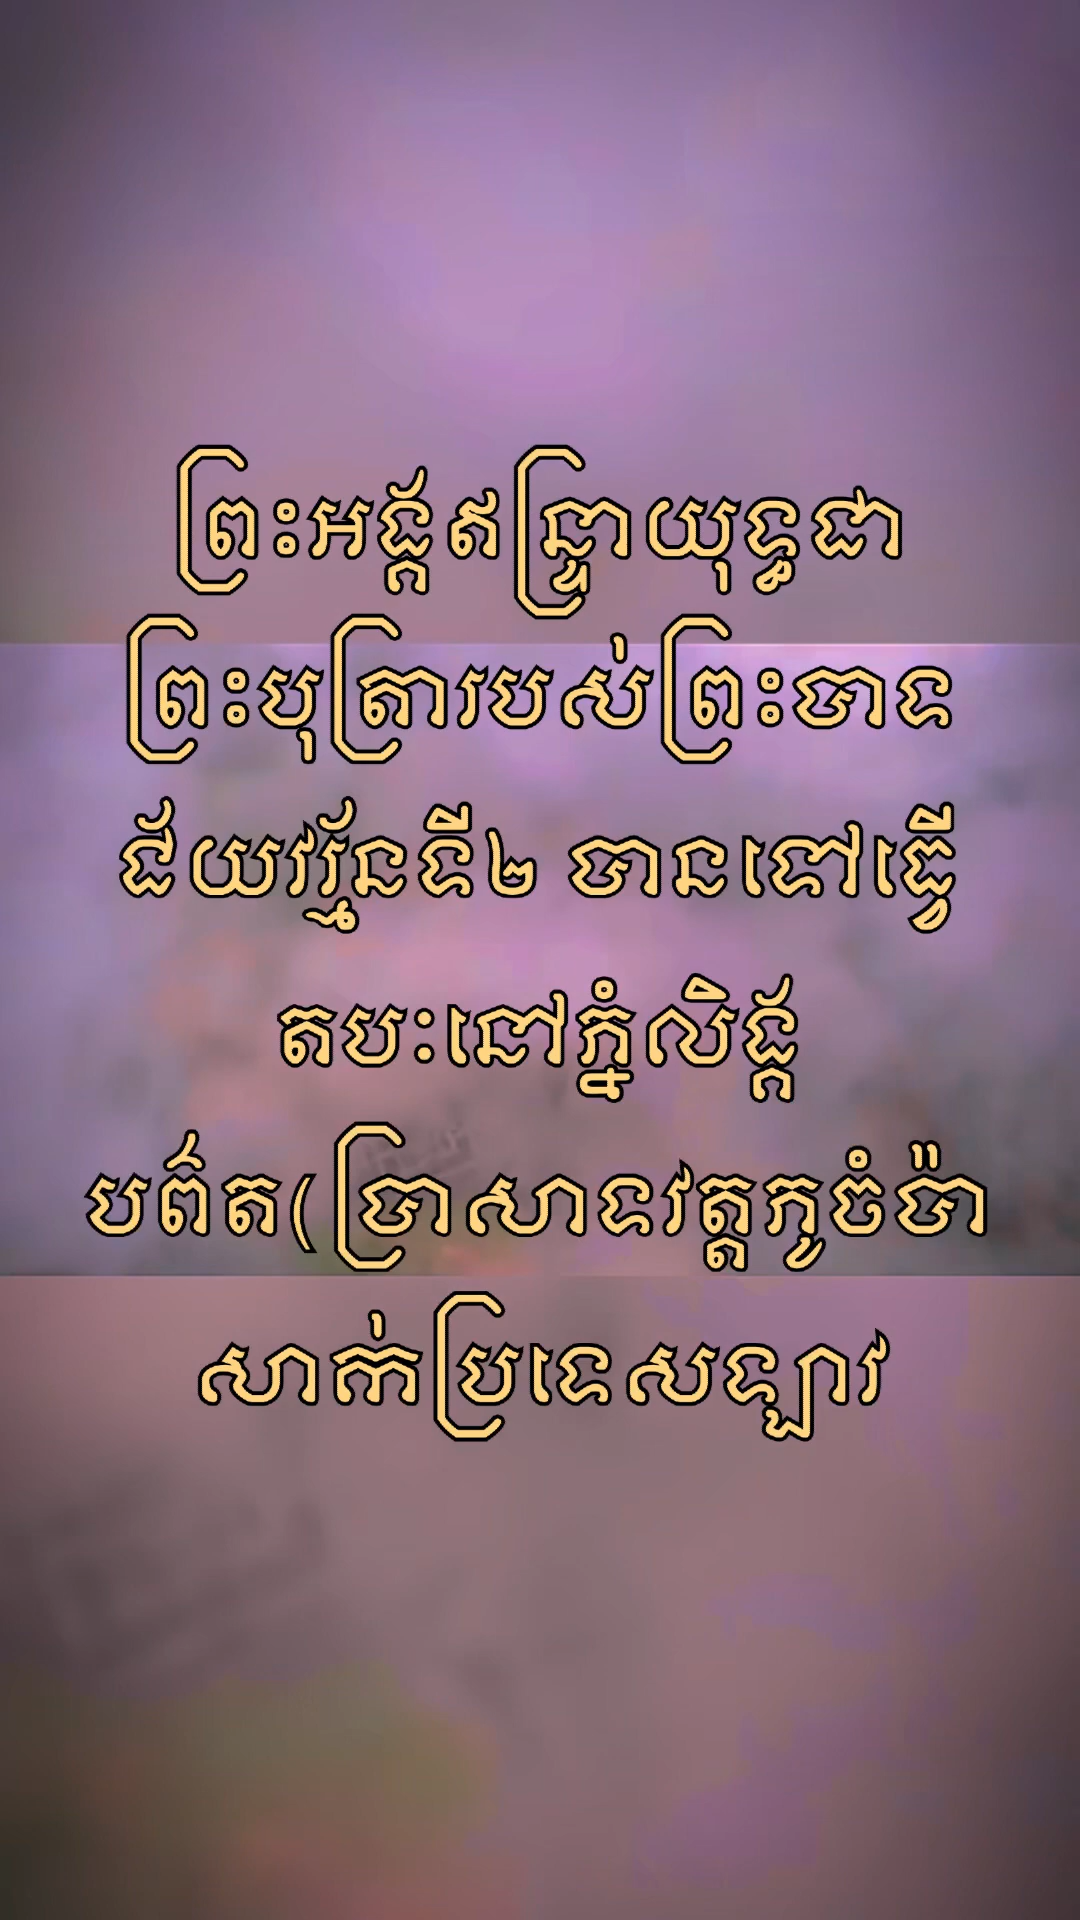 ព្រះអង្គ័ឥន្ទ្រាយុទ្ធជា
ព្រះបុត្រារបស់ព្រះបាទ
ជ័យវរ្ម័នទី២ បានទៅធ្វើ
តបៈនៅភ្នំលិង្គ័
បព៌ត(ប្រាសាទវត្តភូចំប៉ា
សាក់ប្រទេសឡាវ